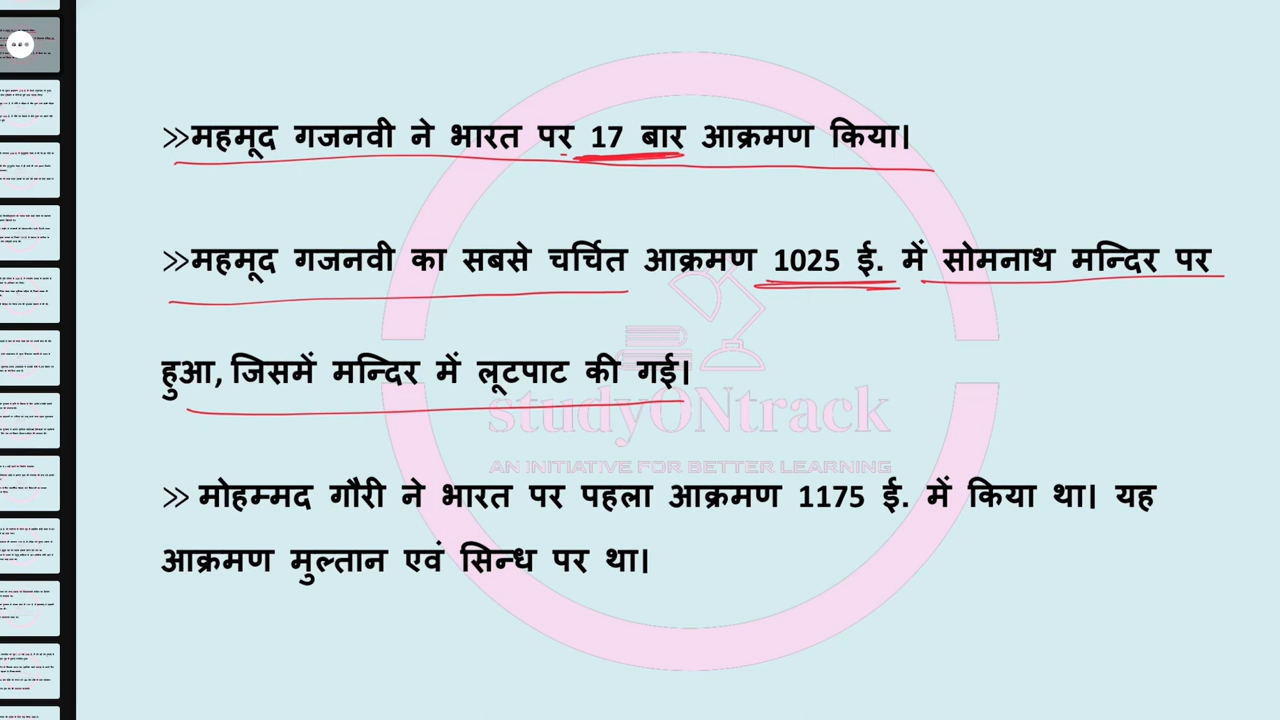 ≫महमूद गजनवी ने भारत पर 17 बार आक्रमण किया|
≫महमूद गजनवी का सबसे चर्चित आक्रमण 1025 ई. में सोमनाथ मन्दिर पर
हुआ, जिसमें मन्दिर में लूटपाट की गई|
studyONtrack
AN INITIATIVE FOR BETTER LEARNING
≫ मोहम्मद गौरी ने भारत पर पहला आक्रमण 1175 ई. में किया था| यह
आक्रमण मुल्तान एवं सिन्ध पर था|